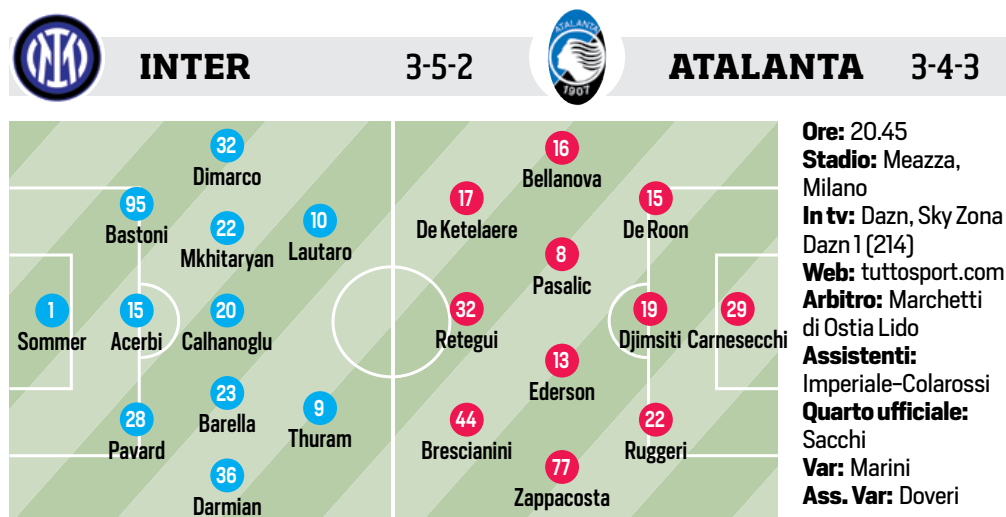 INTER 3-5-2
ATALANTA
1907
ATALANTA 3-4-3
32
Dimarco
95
Bastoni
22
Mkhitaryan
10
Lautaro
1
Sommer
15
Acerbi
20
Calhanoglu
23
Barella
9
Thuram
28
Pavard
36
Darmian
16
Bellanova
17
De Ketelaere
15
De Roon
8
Pasalic
32
Retegui
19
Djimsiti
29
Carnesecchi
13
Ederson
44
Brescianini
22
Ruggeri
77
Zappacosta
Ore: 20.45
Stadio: Meazza,
Milano
In tv: Dazn, Sky Zona
Dazn 1 (214)
Web: tuttosport.com
Arbitro: Marchetti
di Ostia Lido
Assistenti:
Imperiale-Colarossi
Quarto ufficiale:
Sacchi
Var: Marini
Ass. Var: Doveri